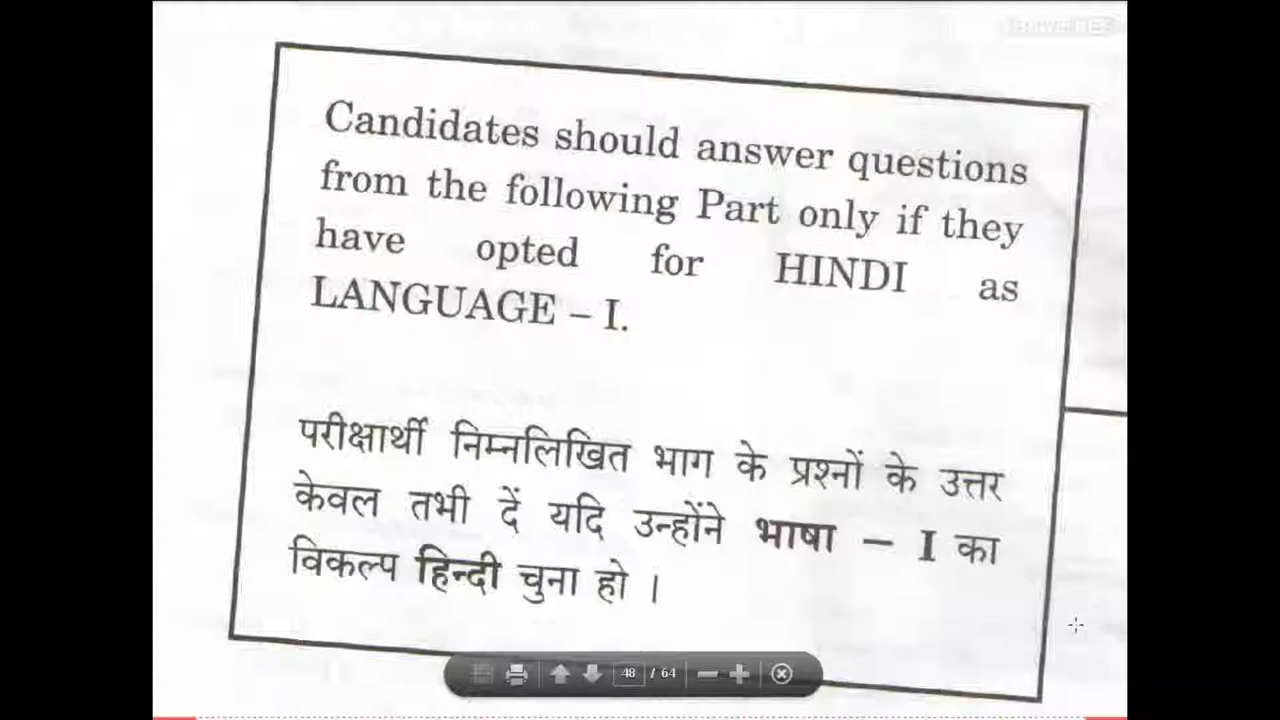 Candidates should answer questions
from the following Part only if they
have opted for HINDI as
LANGUAGE – I.
परीक्षार्थी निम्नलिखित भाग के प्रश्नों के उत्तर
केवल तभी दें यदि उन्होंने भाषा – I का
विकल्प हिन्दी चुना हो ।
48 / 64